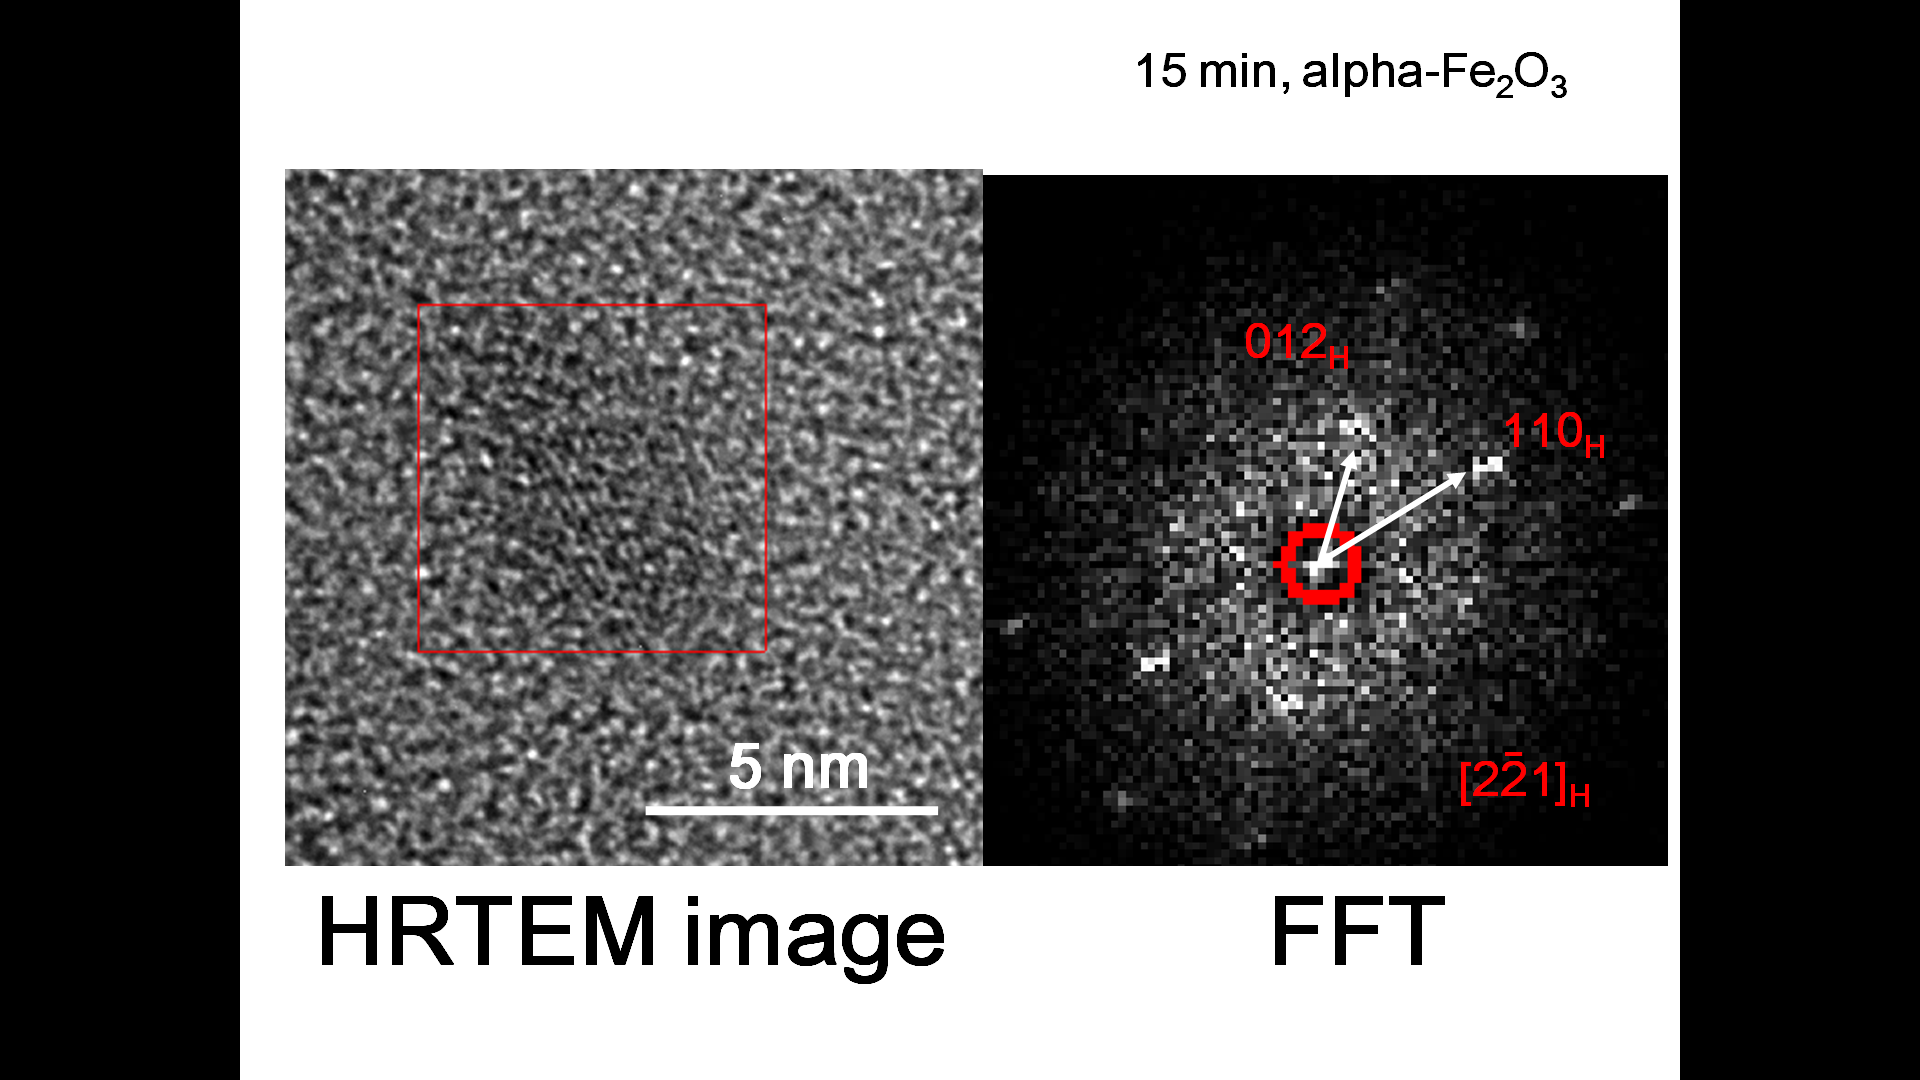 15 min, alpha-Fe₂O₃
012H
110H
5 nm
[22̄1]H
HRTEM image
FFT